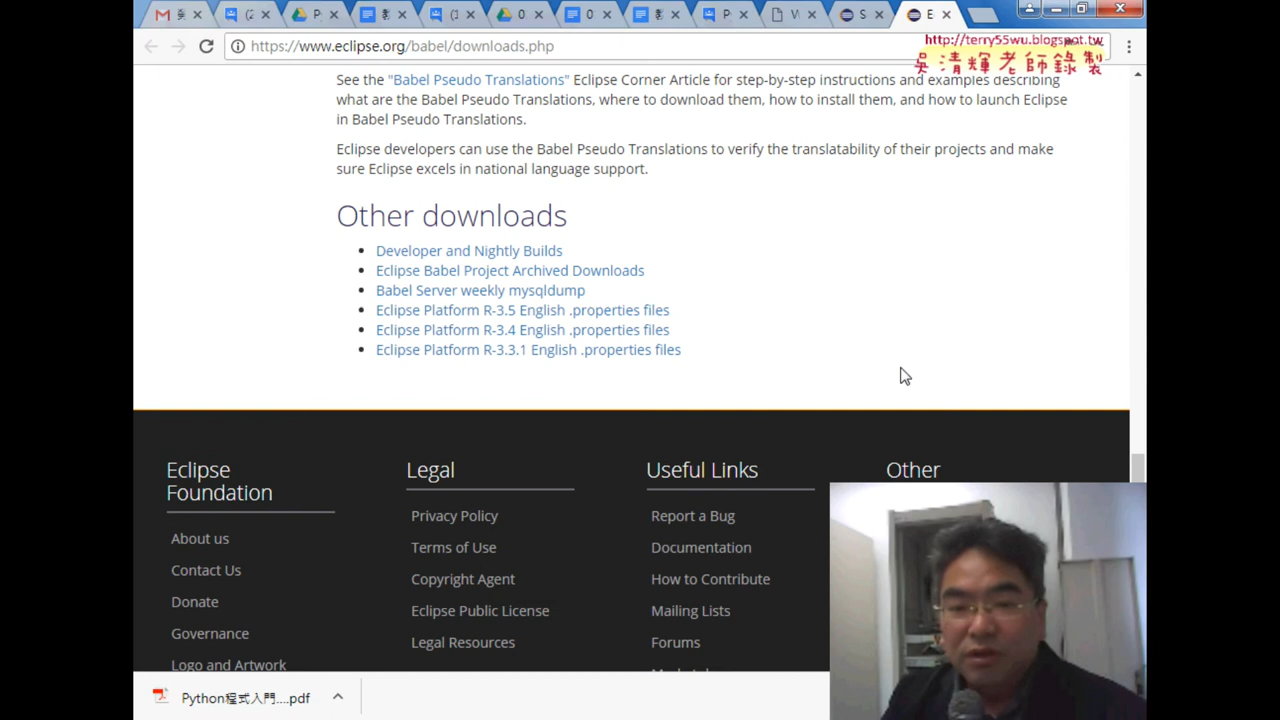 https://www.eclipse.org/babel/downloads.php
http://terry55wu.blogspot.tw
吳清輝老師錄製
See the "Babel Pseudo Translations" Eclipse Corner Article for step-by-step instructions and examples describing
what are the Babel Pseudo Translations, where to download them, how to install them, and how to launch Eclipse
in Babel Pseudo Translations.
Eclipse developers can use the Babel Pseudo Translations to verify the translatability of their projects and make
sure Eclipse excels in national language support.
Other downloads
Developer and Nightly Builds
Eclipse Babel Project Archived Downloads
Babel Server weekly mysqldump
Eclipse Platform R-3.5 English .properties files
Eclipse Platform R-3.4 English .properties files
Eclipse Platform R-3.3.1 English .properties files
Eclipse
Foundation
About us
Contact Us
Donate
Governance
Logo and Artwork
Legal
Privacy Policy
Terms of Use
Copyright Agent
Eclipse Public License
Legal Resources
Useful Links
Report a Bug
Documentation
How to Contribute
Mailing Lists
Forums
Other
Python程式入門....pdf